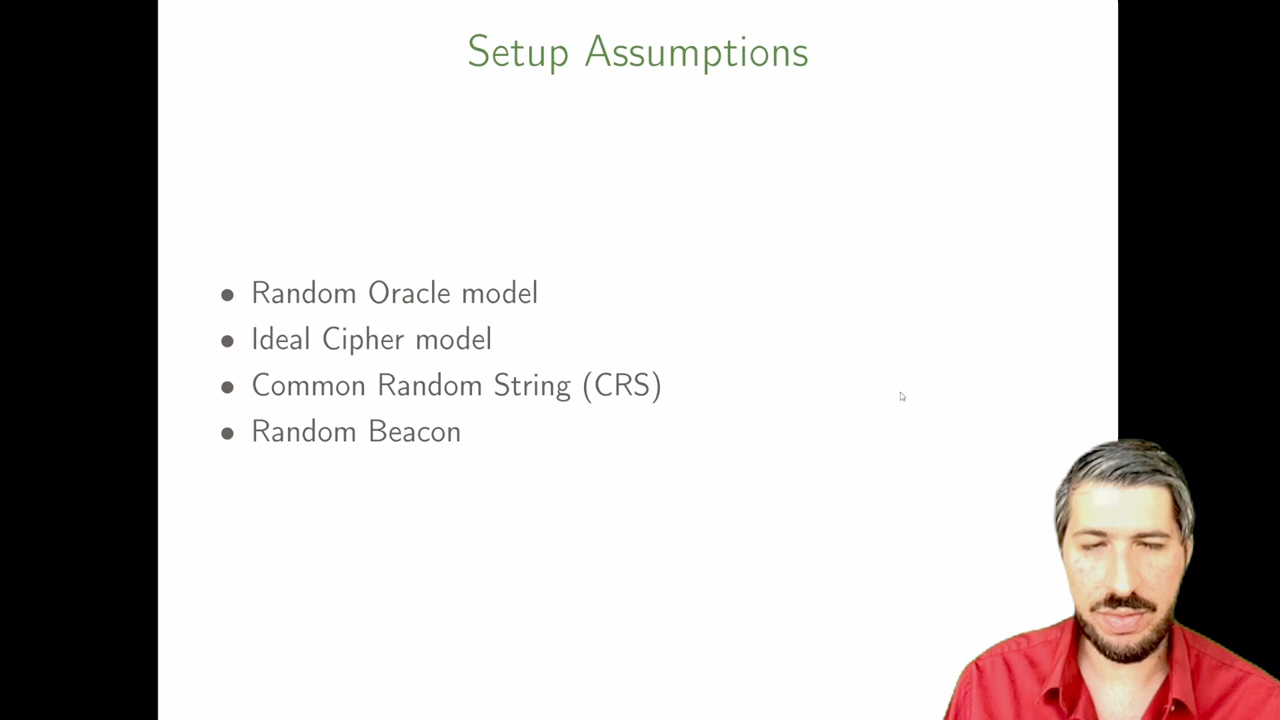 Setup Assumptions
• Random Oracle model
• Ideal Cipher model
• Common Random String (CRS)
• Random Beacon